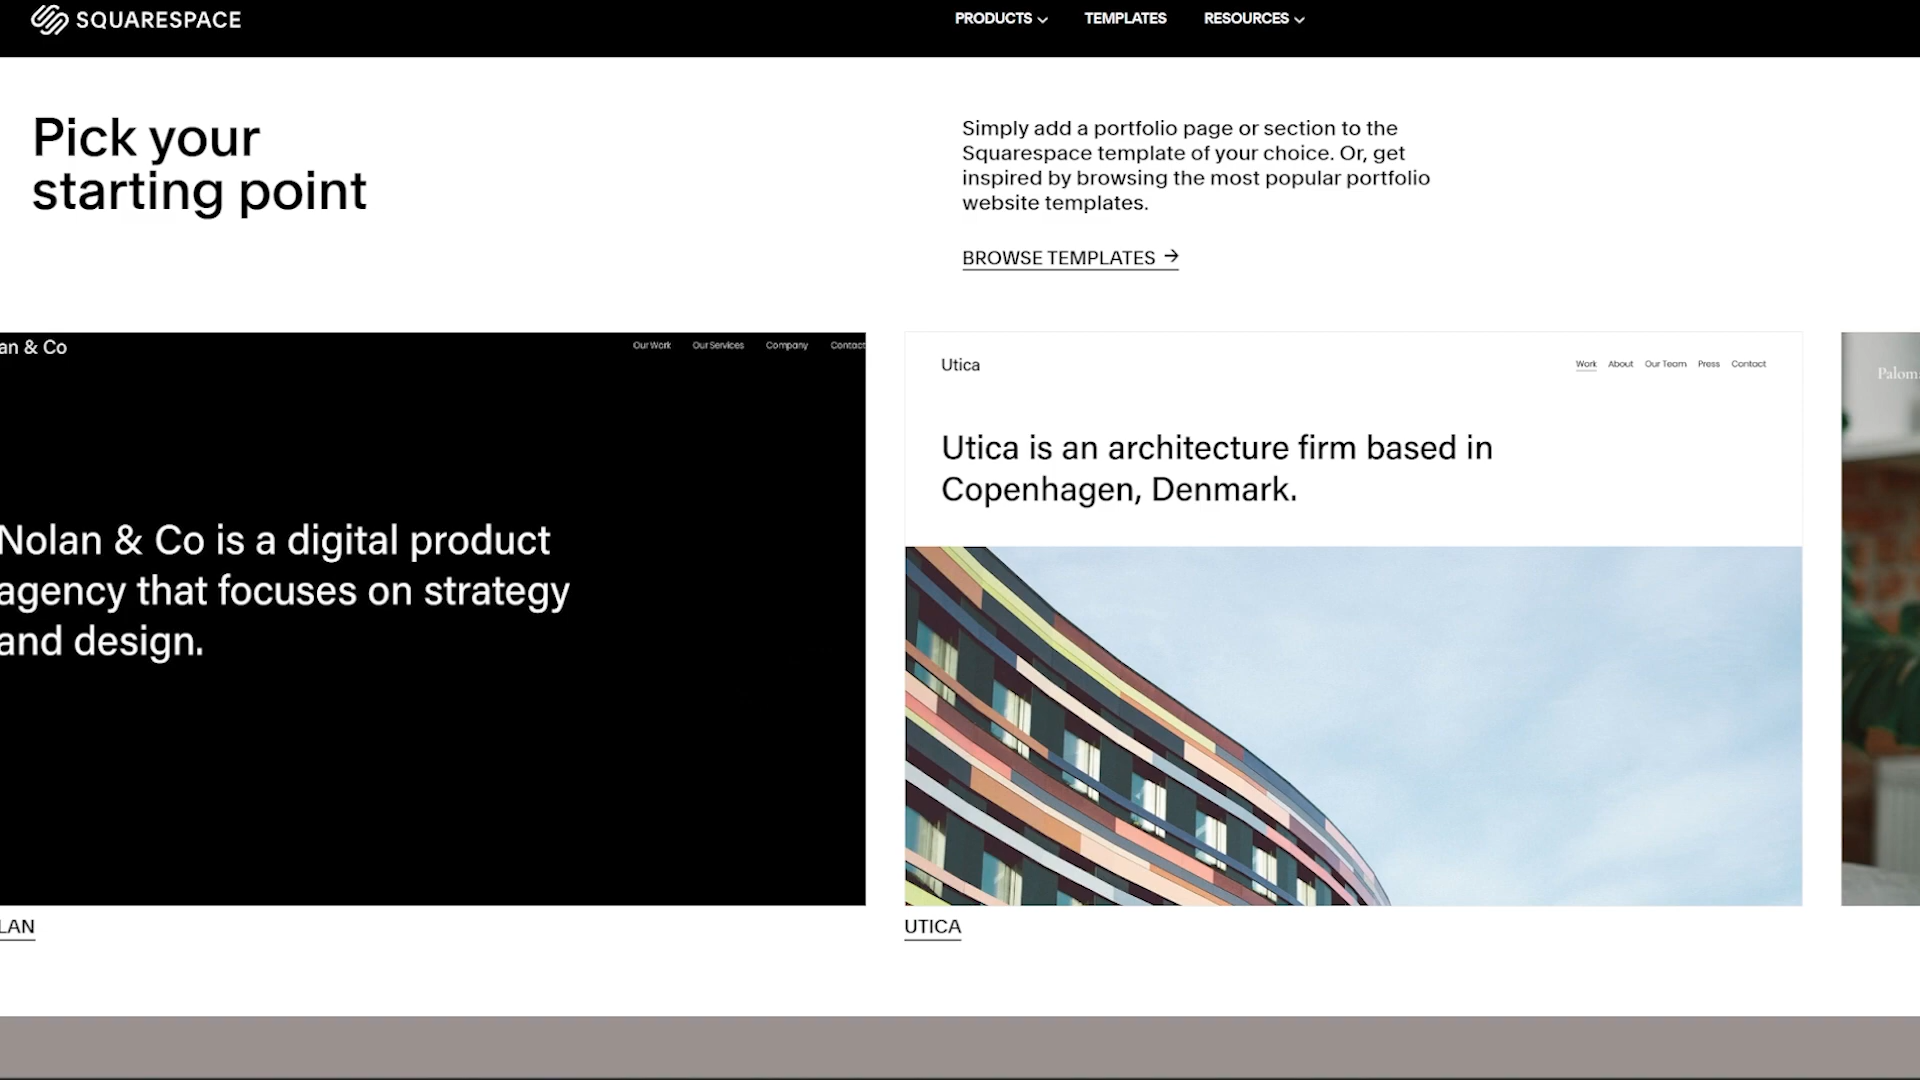 SQUARESPACE
PRODUCTS
TEMPLATES
RESOURCES
Pick your
starting point
Simply add a portfolio page or section to the
Squarespace template of your choice. Or, get
inspired by browsing the most popular portfolio
website templates.
BROWSE TEMPLATES →
an & Co
Our Work
Our Services
Company
Contact
Nolan & Co is a digital product
agency that focuses on strategy
and design.
LAN
Utica
Work
About
Our Team
Press
Contact
Utica is an architecture firm based in
Copenhagen, Denmark.
UTICA
Paloma